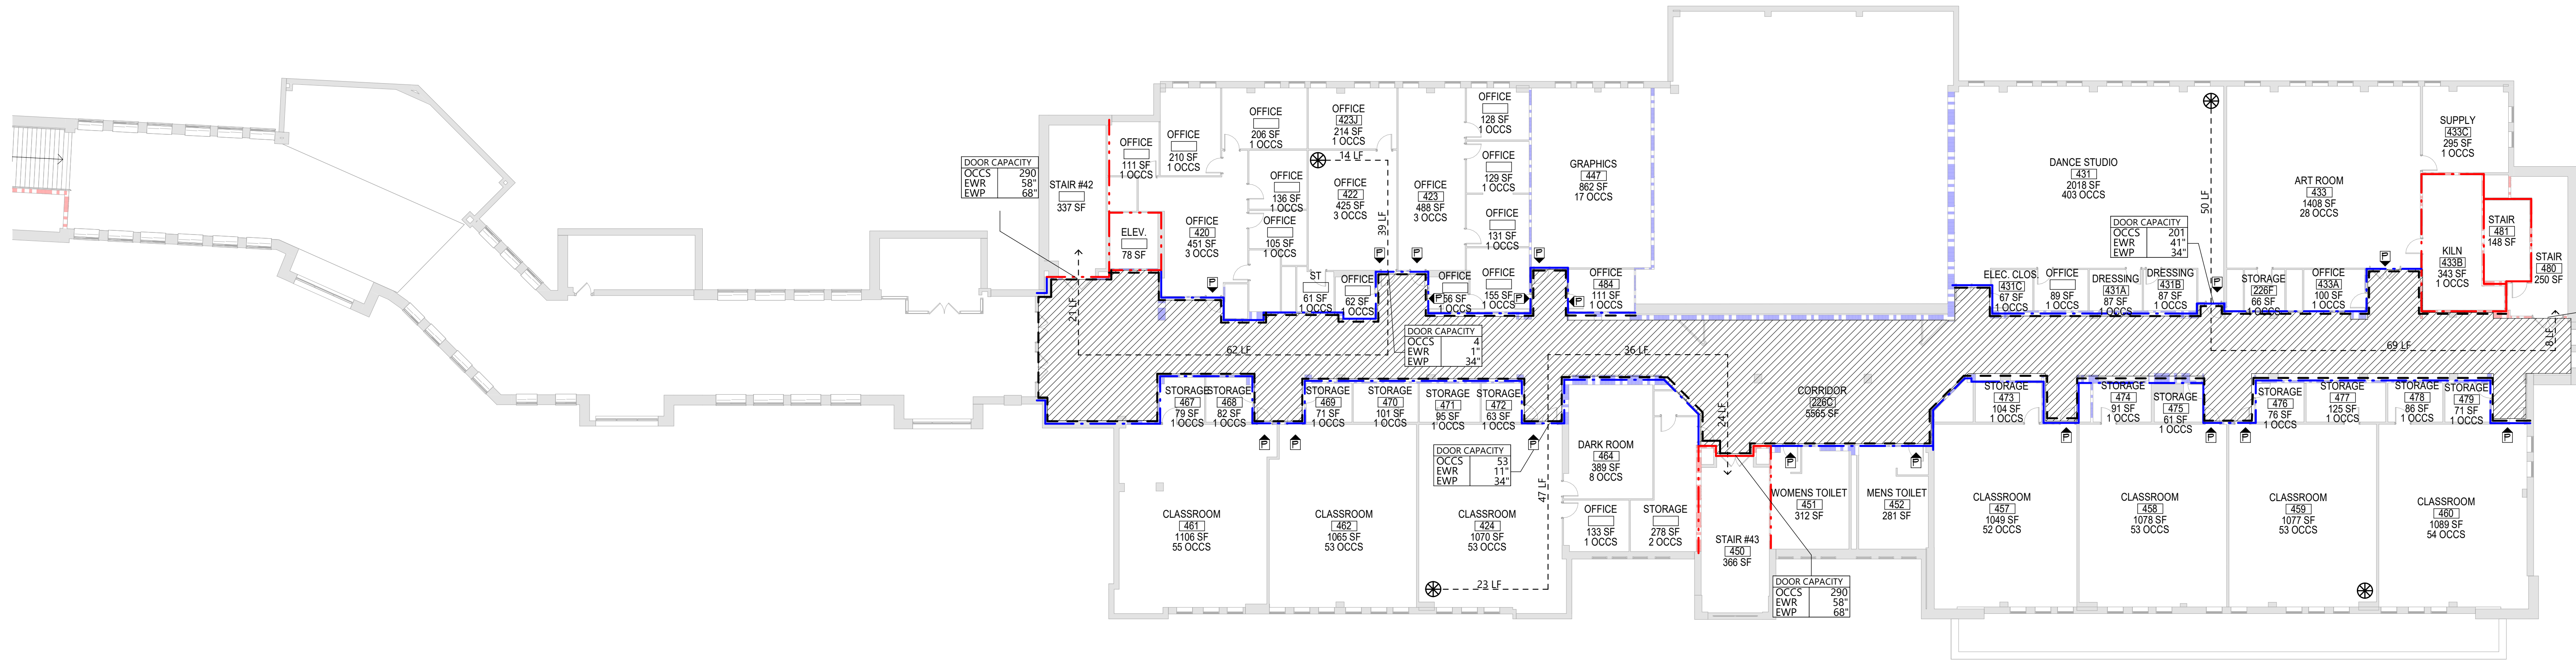 DOOR CAPACITY
OCCS 290
EWR 58"
EWP 68"
STAIR #42
337 SF
OFFICE
111 SF
1 OCCS
ELEV.
78 SF
OFFICE
210 SF
1 OCCS
OFFICE
206 SF
1 OCCS
OFFICE
136 SF
1 OCCS
OFFICE
105 SF
1 OCCS
OFFICE
420
451 SF
3 OCCS
OFFICE
423J
214 SF
1 OCCS
14 LF
OFFICE
422
425 SF
3 OCCS
39 LF
ST
61 SF
1 OCCS
OFFICE
62 SF
1 OCCS
OFFICE
423
488 SF
3 OCCS
OFFICE
128 SF
1 OCCS
OFFICE
129 SF
1 OCCS
OFFICE
131 SF
1 OCCS
OFFICE
56 SF
1 OCCS
OFFICE
155 SF
1 OCCS
GRAPHICS
447
862 SF
17 OCCS
OFFICE
484
111 SF
1 OCCS
P
P
P
P
P
P
P
DANCE STUDIO
431
2018 SF
403 OCCS
50 LF
DOOR CAPACITY
OCCS 201
EWR 41"
EWP 34"
ELEC. CLOS.
431C
67 SF
1 OCCS
OFFICE
89 SF
1 OCCS
DRESSING
431A
87 SF
1 OCCS
DRESSING
431B
87 SF
1 OCCS
P
ART ROOM
433
1408 SF
28 OCCS
STORAGE
226F
66 SF
1 OCCS
OFFICE
433A
100 SF
1 OCCS
P
SUPPLY
433C
295 SF
1 OCCS
KILN
433B
343 SF
1 OCCS
STAIR
481
148 SF
STAIR
480
250 SF
21 LF
62 LF
DOOR CAPACITY
OCCS 4
EWR 1"
EWP 34"
36 LF
24 LF
CORRIDOR
226C
5565 SF
69 LF
8 LF
STORAGE
467
79 SF
1 OCCS
STORAGE
468
82 SF
1 OCCS
STORAGE
469
71 SF
1 OCCS
STORAGE
470
101 SF
1 OCCS
STORAGE
471
95 SF
1 OCCS
STORAGE
472
63 SF
1 OCCS
P
P
P
DOOR CAPACITY
OCCS 53
EWR 11"
EWP 34"
CLASSROOM
461
1106 SF
55 OCCS
CLASSROOM
462
1065 SF
53 OCCS
CLASSROOM
424
1070 SF
53 OCCS
47 LF
23 LF
DARK ROOM
464
389 SF
8 OCCS
OFFICE
133 SF
1 OCCS
STORAGE
278 SF
2 OCCS
STAIR #43
450
366 SF
P
WOMENS TOILET
451
312 SF
P
MENS TOILET
452
281 SF
DOOR CAPACITY
OCCS 290
EWR 58"
EWP 68"
STORAGE
473
104 SF
1 OCCS
STORAGE
474
91 SF
1 OCCS
STORAGE
475
61 SF
1 OCCS
STORAGE
476
76 SF
1 OCCS
STORAGE
477
125 SF
1 OCCS
STORAGE
478
86 SF
1 OCCS
STORAGE
479
71 SF
1 OCCS
P
P
P
P
CLASSROOM
457
1049 SF
52 OCCS
CLASSROOM
458
1078 SF
53 OCCS
CLASSROOM
459
1077 SF
53 OCCS
CLASSROOM
460
1089 SF
54 OCCS